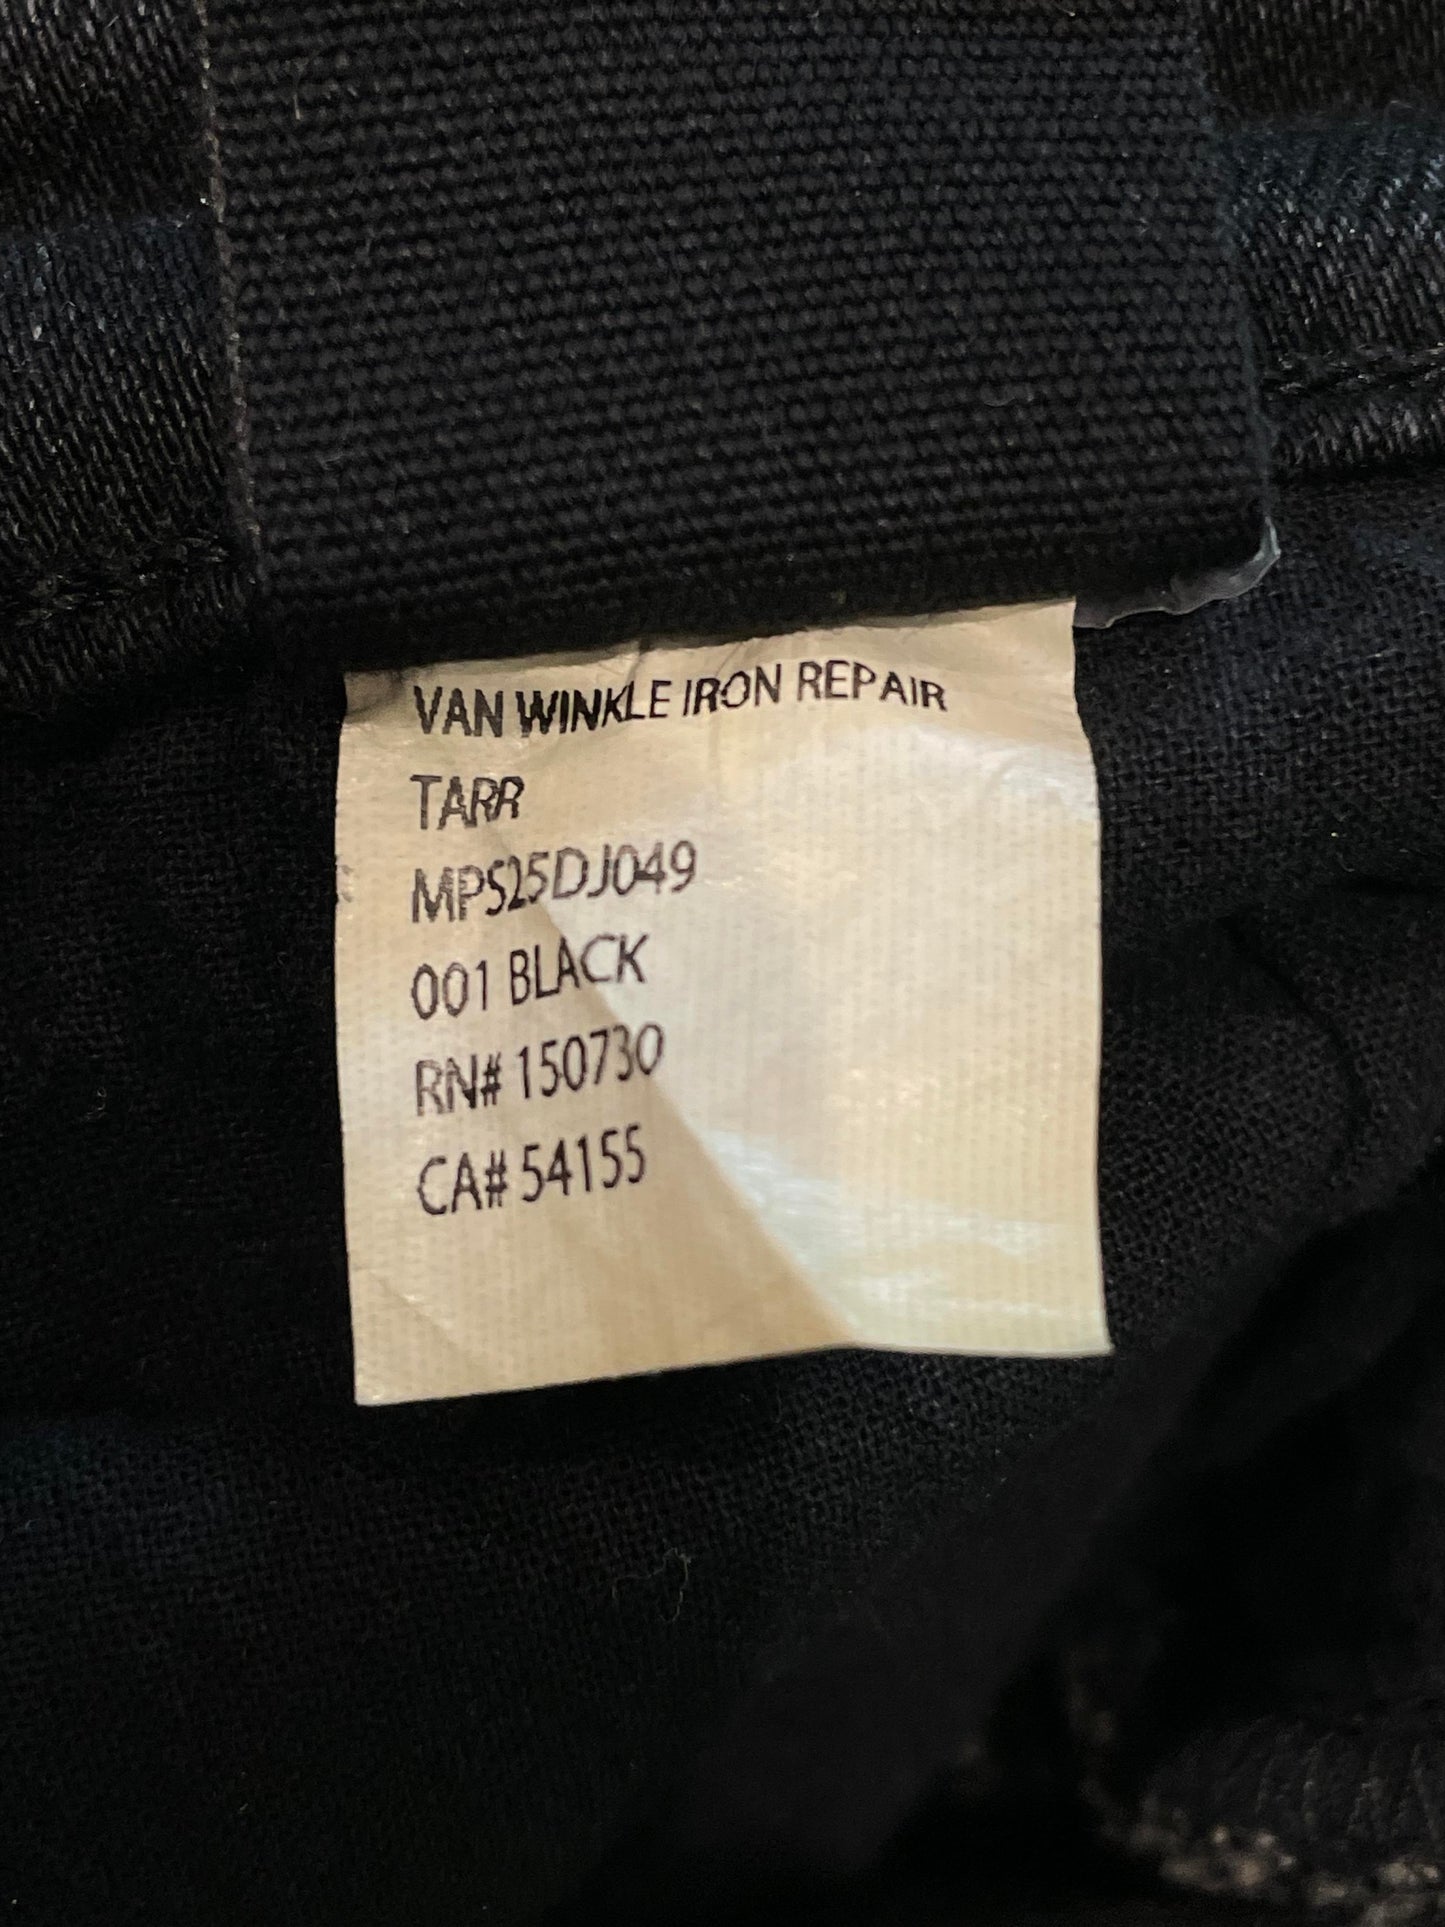 VAN WINKLE IRON REPAIR
TARR
MPS25DJ049
001 BLACK
RN# 150730
CA# 54155